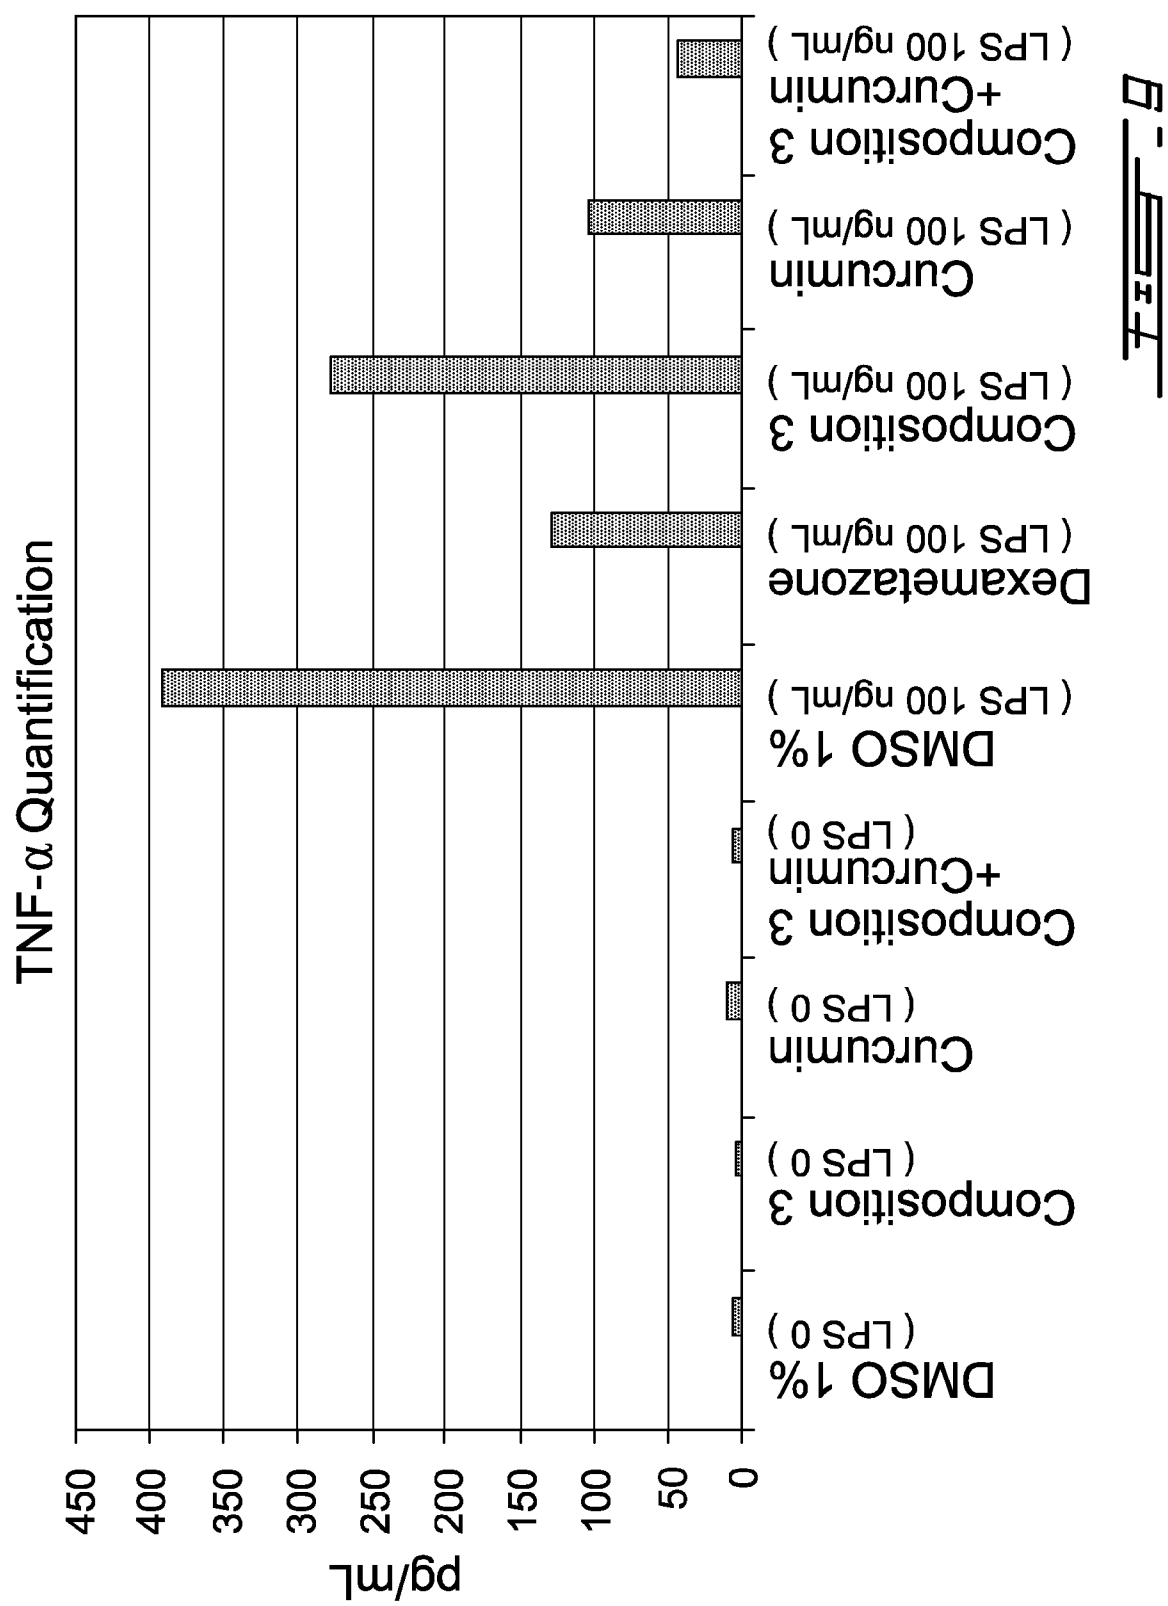 TNF-α Quantification
pg/mL
450
400
350
300
250
200
150
100
50
0
DMSO 1%
( LPS 0 )
Composition 3
( LPS 0 )
Curcumin
( LPS 0 )
Composition 3
+Curcumin
( LPS 0 )
DMSO 1%
( LPS 100 ng/mL )
Dexametazone
( LPS 100 ng/mL )
Composition 3
( LPS 100 ng/mL )
Curcumin
( LPS 100 ng/mL )
Composition 3
+Curcumin
( LPS 100 ng/mL )